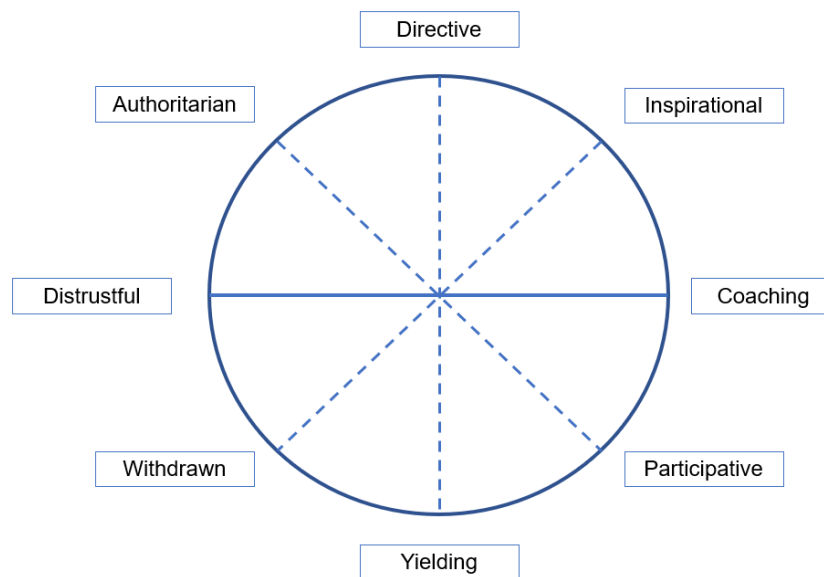 Directive
Authoritarian
Inspirational
Distrustful
Coaching
Withdrawn
Participative
Yielding